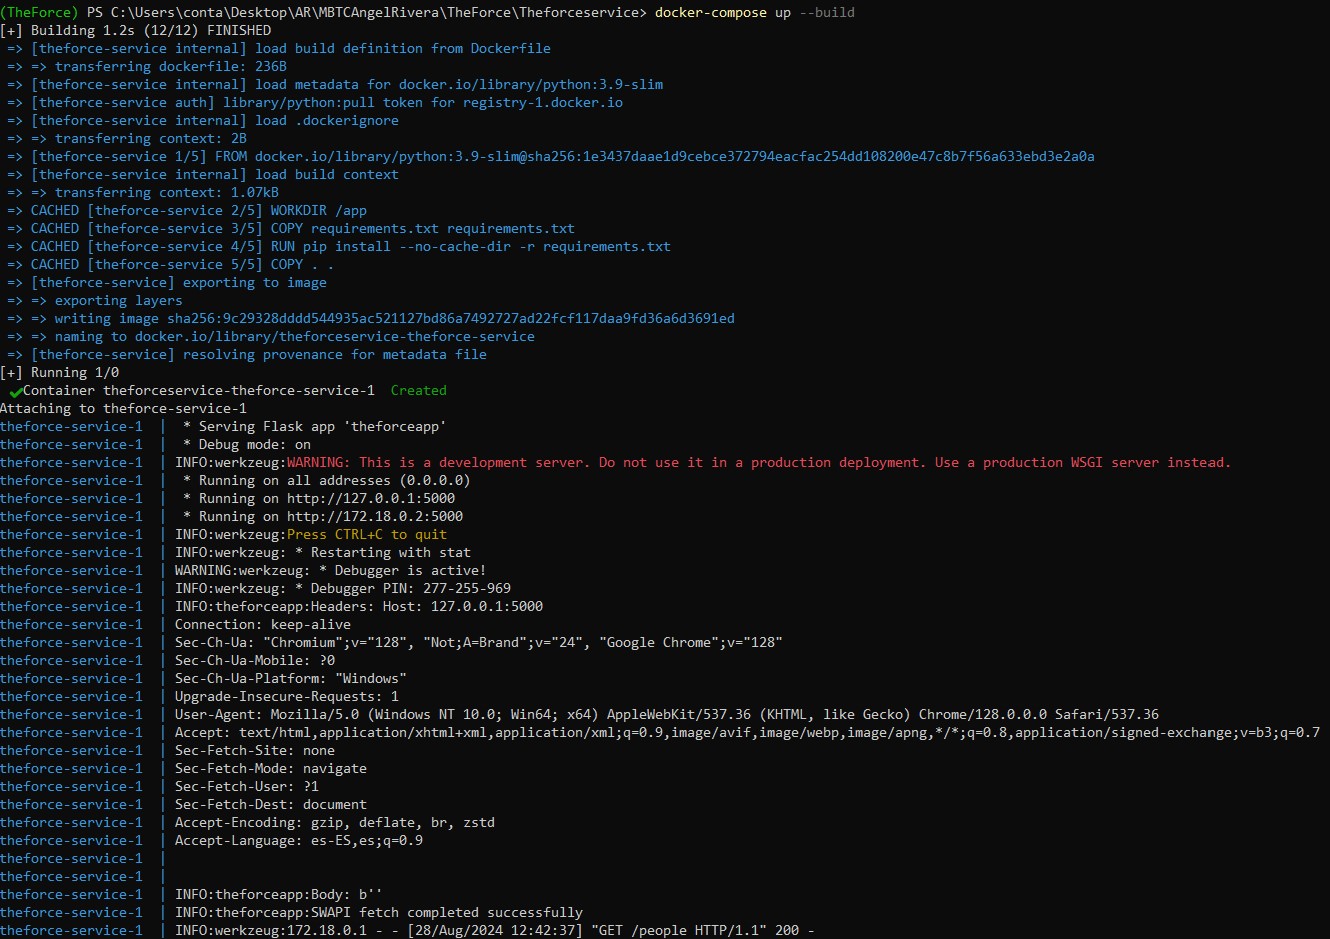 (TheForce) PS C:\Users\conta\Desktop\AR\MBTCAngelRivera\TheForce\Theforceservice> docker-compose up --build
[+] Building 1.2s (12/12) FINISHED
=> [theforce-service internal] load build definition from Dockerfile
=> => transferring dockerfile: 236B
=> [theforce-service internal] load metadata for docker.io/library/python:3.9-slim
=> [theforce-service auth] library/python:pull token for registry-1.docker.io
=> [theforce-service internal] load .dockerignore
=> => transferring context: 2B
=> [theforce-service 1/5] FROM docker.io/library/python:3.9-slim@sha256:1e3437daae1d9cebce372794eacfac254dd108200e47c8b7f56a633ebd3e2a0a
=> [theforce-service internal] load build context
=> => transferring context: 1.07kB
=> CACHED [theforce-service 2/5] WORKDIR /app
=> CACHED [theforce-service 3/5] COPY requirements.txt requirements.txt
=> CACHED [theforce-service 4/5] RUN pip install --no-cache-dir -r requirements.txt
=> CACHED [theforce-service 5/5] COPY . .
=> [theforce-service] exporting to image
=> => exporting layers
=> => writing image sha256:9c29328dddd544935ac521127bd86a7492727ad22fcf117daa9fd36a6d3691ed
=> => naming to docker.io/library/theforceservice-theforce-service
=> [theforce-service] resolving provenance for metadata file
[+] Running 1/0
✔Container theforceservice-theforce-service-1  Created
Attaching to theforce-service-1
theforce-service-1  |  * Serving Flask app 'theforceapp'
theforce-service-1  |  * Debug mode: on
theforce-service-1  | INFO:werkzeug:WARNING: This is a development server. Do not use it in a production deployment. Use a production WSGI server instead.
theforce-service-1  |  * Running on all addresses (0.0.0.0)
theforce-service-1  |  * Running on http://127.0.0.1:5000
theforce-service-1  |  * Running on http://172.18.0.2:5000
theforce-service-1  | INFO:werkzeug:Press CTRL+C to quit
theforce-service-1  | INFO:werkzeug: * Restarting with stat
theforce-service-1  | WARNING:werkzeug: * Debugger is active!
theforce-service-1  | INFO:werkzeug: * Debugger PIN: 277-255-969
theforce-service-1  | INFO:theforceapp:Headers: Host: 127.0.0.1:5000
theforce-service-1  | Connection: keep-alive
theforce-service-1  | Sec-Ch-Ua: "Chromium";v="128", "Not;A=Brand";v="24", "Google Chrome";v="128"
theforce-service-1  | Sec-Ch-Ua-Mobile: ?0
theforce-service-1  | Sec-Ch-Ua-Platform: "Windows"
theforce-service-1  | Upgrade-Insecure-Requests: 1
theforce-service-1  | User-Agent: Mozilla/5.0 (Windows NT 10.0; Win64; x64) AppleWebKit/537.36 (KHTML, like Gecko) Chrome/128.0.0.0 Safari/537.36
theforce-service-1  | Accept: text/html,application/xhtml+xml,application/xml;q=0.9,image/avif,image/webp,image/apng,*/*;q=0.8,application/signed-exchange;v=b3;q=0.7
theforce-service-1  | Sec-Fetch-Site: none
theforce-service-1  | Sec-Fetch-Mode: navigate
theforce-service-1  | Sec-Fetch-User: ?1
theforce-service-1  | Sec-Fetch-Dest: document
theforce-service-1  | Accept-Encoding: gzip, deflate, br, zstd
theforce-service-1  | Accept-Language: es-ES,es;q=0.9
theforce-service-1  |
theforce-service-1  |
theforce-service-1  | INFO:theforceapp:Body: b''
theforce-service-1  | INFO:theforceapp:SWAPI fetch completed successfully
theforce-service-1  | INFO:werkzeug:172.18.0.1 - - [28/Aug/2024 12:42:37] "GET /people HTTP/1.1" 200 -